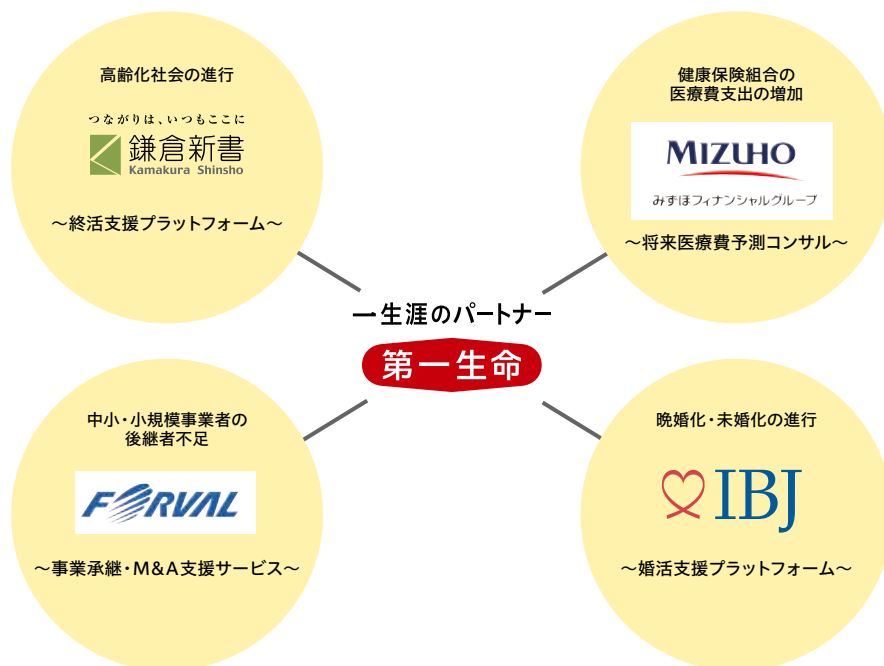 高齢化社会の進行
つながりは、いつもここに
鎌倉新書
Kamakura Shinsho
～終活支援プラットフォーム～
健康保険組合の
医療費支出の増加
MIZUHO
みずほフィナンシャルグループ
～将来医療費予測コンサル～
一生涯のパートナー
第一生命
中小・小規模事業者の
後継者不足
FORVAL
～事業承継・M&A支援サービス～
晩婚化・未婚化の進行
IBJ
～婚活支援プラットフォーム～